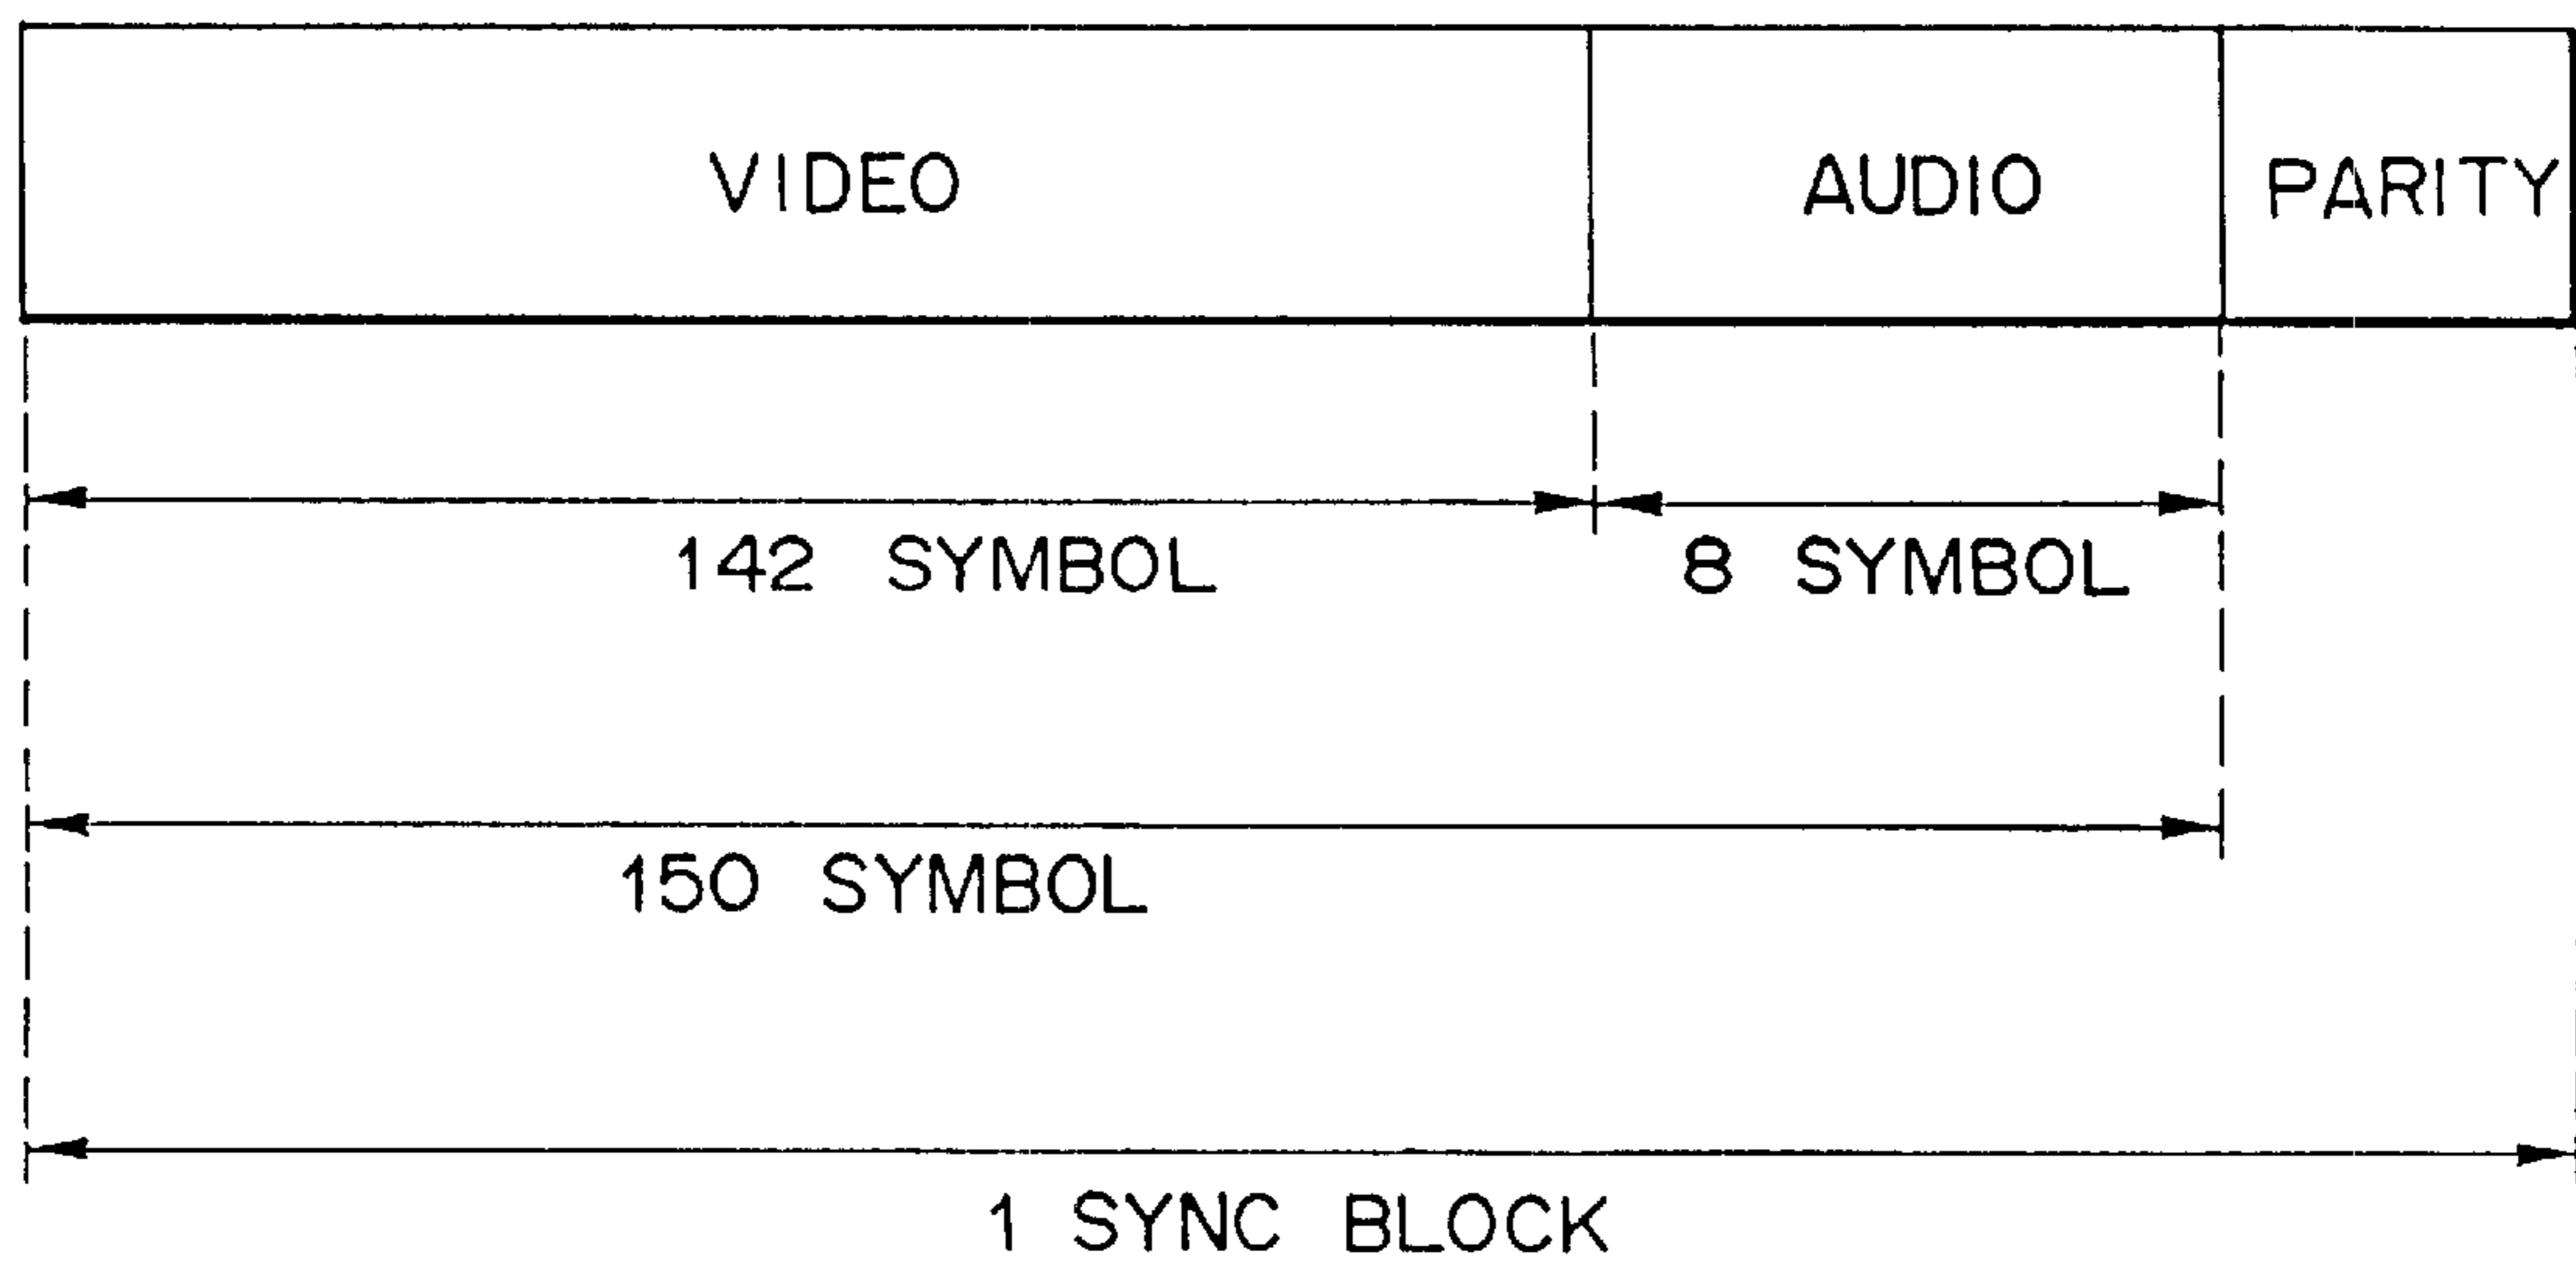 VIDEO AUDIO PARITY
142 SYMBOL 8 SYMBOL
150 SYMBOL
1 SYNC BLOCK